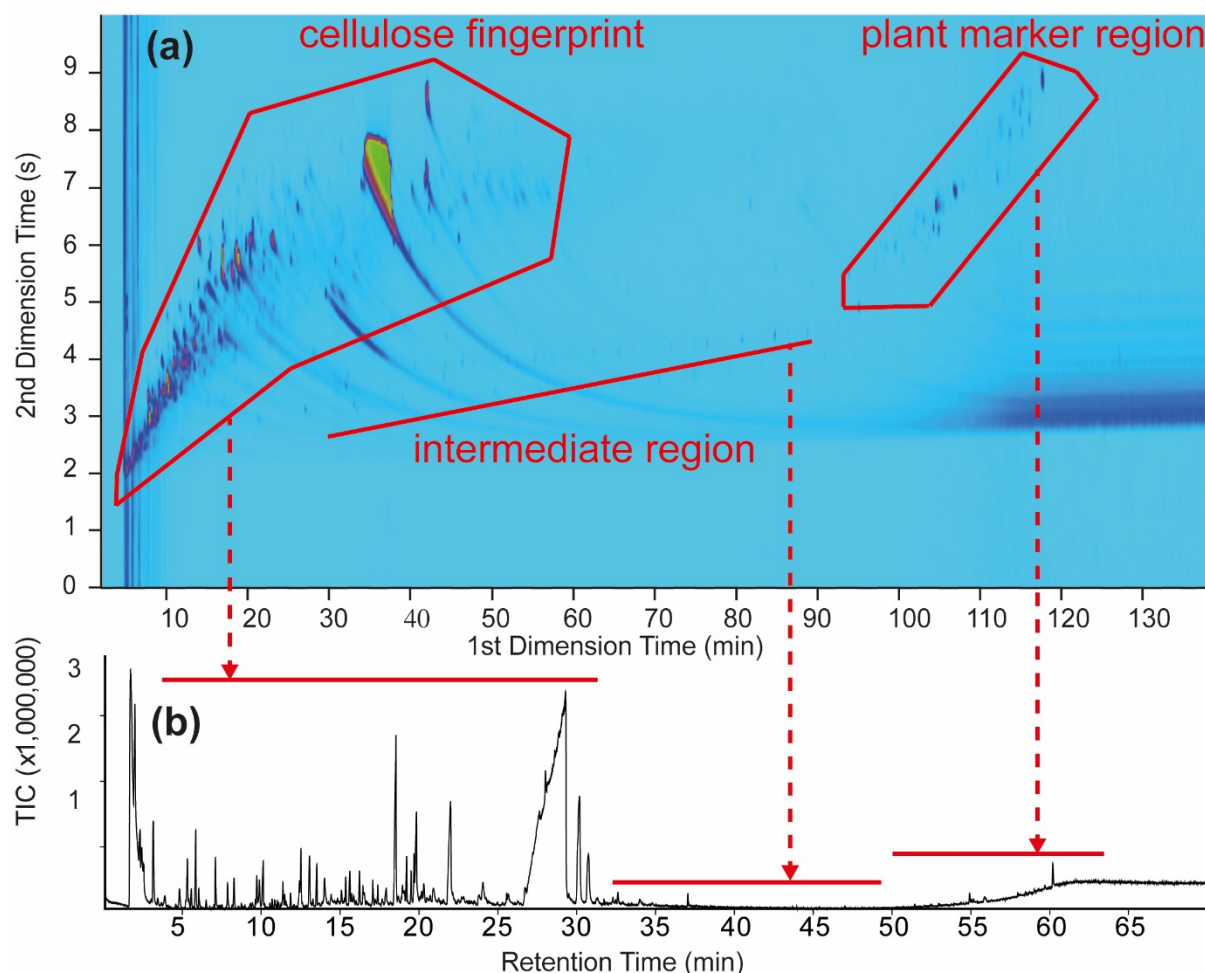 (a)
cellulose fingerprint
plant marker region
intermediate region
2nd Dimension Time (s)
9
8
7
6
5
4
3
2
1
0
10 20 30 40 50 60 70 80 90 100 110 120 130
1st Dimension Time (min)
(b)
TIC (x1,000,000)
3
2
1
5 10 15 20 25 30 35 40 45 50 55 60 65
Retention Time (min)